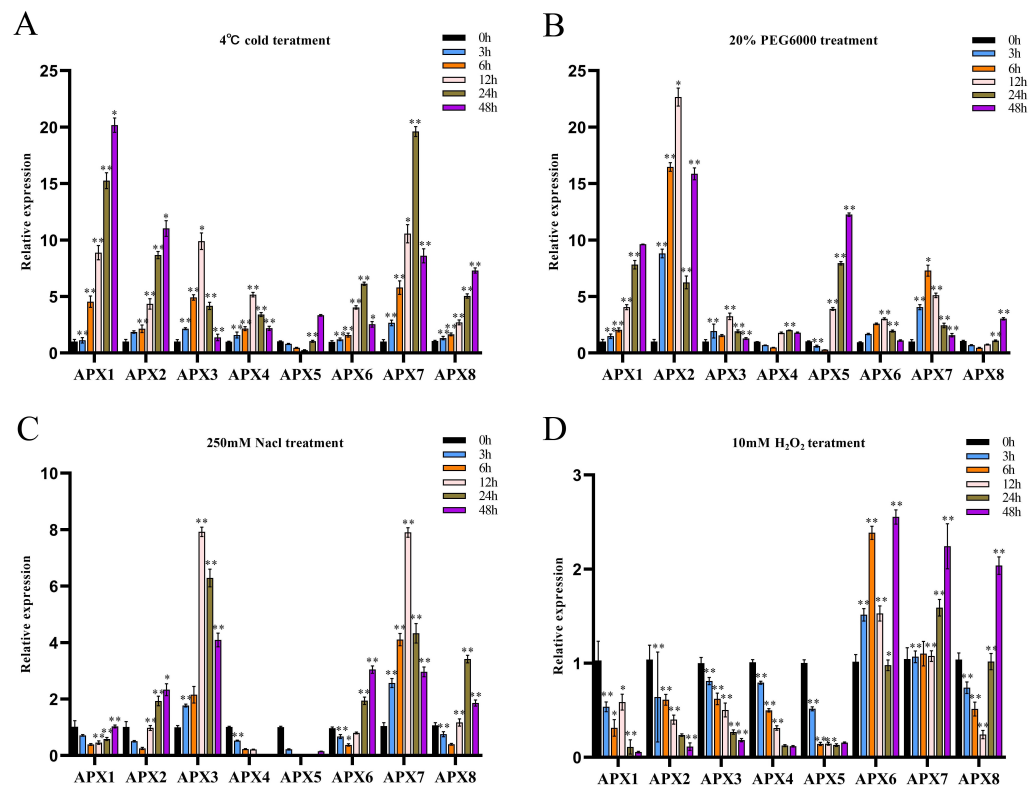 A
4℃ cold teratment
0h
3h
6h
12h
24h
48h
Relative expression
25
20
15
10
5
0
APX1 APX2 APX3 APX4 APX5 APX6 APX7 APX8
B
20% PEG6000 treatment
0h
3h
6h
12h
24h
48h
Relative expression
25
20
15
10
5
0
APX1 APX2 APX3 APX4 APX5 APX6 APX7 APX8
C
250mM Nacl treatment
0h
3h
6h
12h
24h
48h
Relative expression
10
8
6
4
2
0
APX1 APX2 APX3 APX4 APX5 APX6 APX7 APX8
D
10mM H₂O₂ teratment
0h
3h
6h
12h
24h
48h
Relative expression
3
2
1
0
APX1 APX2 APX3 APX4 APX5 APX6 APX7 APX8